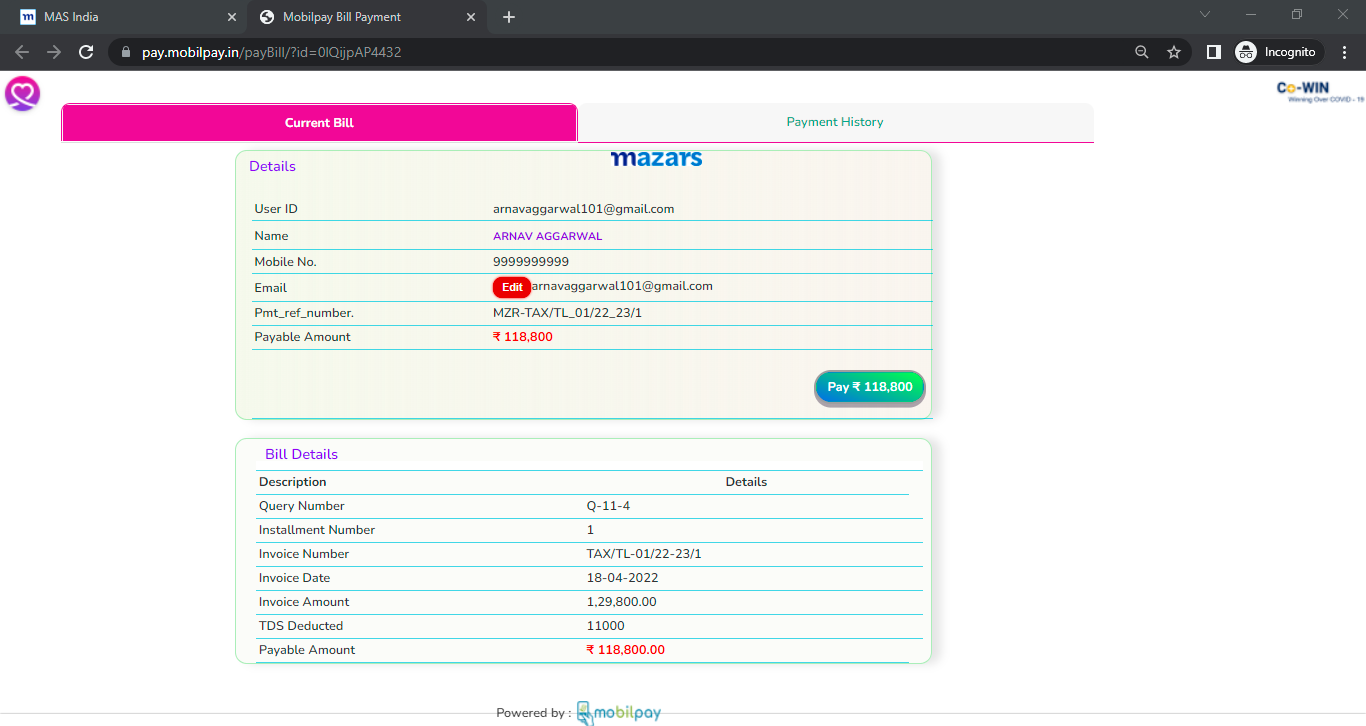 MAS India
Mobilpay Bill Payment
pay.mobilpay.in/payBill/?id=0IQijpAP4432
Incognito
Co-WIN
Winning Over COVID - 19
Current Bill
Payment History
mazars
Details
User ID arnavaggarwal101@gmail.com
Name ARNAV AGGARWAL
Mobile No. 9999999999
Email Edit arnavaggarwal101@gmail.com
Pmt_ref_number. MZR-TAX/TL_01/22_23/1
Payable Amount ₹ 118,800
Pay ₹ 118,800
Bill Details
Description Details
Query Number Q-11-4
Installment Number 1
Invoice Number TAX/TL-01/22-23/1
Invoice Date 18-04-2022
Invoice Amount 1,29,800.00
TDS Deducted 11000
Payable Amount ₹ 118,800.00
Powered by : mobilpay